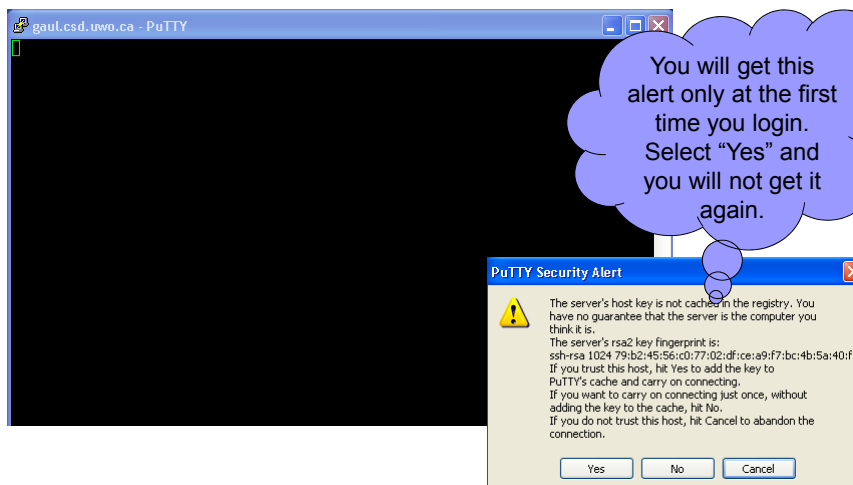 gaul.csd.uwo.ca - PuTTY
You will get this
alert only at the first
time you login.
Select “Yes” and
you will not get it
again.
PuTTY Security Alert
The server's host key is not cached in the registry. You
have no guarantee that the server is the computer you
think it is.
The server's rsa2 key fingerprint is:
ssh-rsa 1024 79:b2:45:56:c0:77:02:df:ce:a9:f7:bc:4b:5a:40:f
If you trust this host, hit Yes to add the key to
PuTTY's cache and carry on connecting.
If you want to carry on connecting just once, without
adding the key to the cache, hit No.
If you do not trust this host, hit Cancel to abandon the
connection.
Yes
No
Cancel